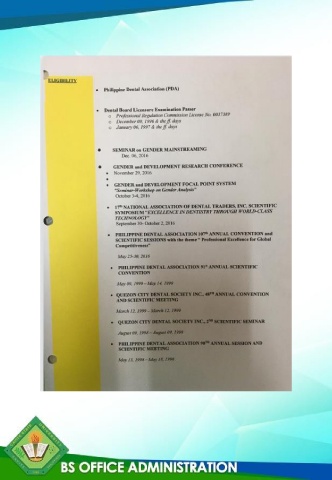 ELIGIBILITY
• Philippine Dental Association (PDA)
• Dental Board Licensure Examination Passer
○ Professional Regulation Commission License No. 0037389
○ December 08, 1996 & the ff days
○ January 06, 1997 & the ff days
• SEMINAR on GENDER MAINSTREAMING
Dec. 06, 2016
• GENDER and DEVELOPMENT RESEARCH CONFERENCE
• November 29, 2016
•
• GENDER and DEVELOPMENT FOCAL POINT SYSTEM
"Seminar-Workshop on Gender Analysis"
October 3-4, 2016
• 17TH NATIONAL ASSOCIATION OF DENTAL TRADERS, INC. SCIENTIFIC
SYMPOSIUM "EXCELLENCE IN DENTISTRY THROUGH WORLD-CLASS
TECHNOLOGY"
September 30- October 2, 2016
• PHILIPPINE DENTAL ASSOCIATION 107th ANNUAL CONVENTION and
SCIENTIFIC SESSIONS with the theme " Professional Excellence for Global
Competitiveness"
May 25-30, 2016
• PHILIPPINE DENTAL ASSOCIATION 91st ANNUAL SCIENTIFIC
CONVENTION
May 09, 1999 – May 14, 1999
• QUEZON CITY DENTAL SOCIETY INC., 40TH ANNUAL CONVENTION
AND SCIENTIFIC MEETING
March 12, 1999 – March 12, 1999
• QUEZON CITY DENTAL SOCIETY INC., 2ND SCIENTIFIC SEMINAR
August 09, 1998 – August 09, 1998
• PHILIPPINE DENTAL ASSOCIATION 90TH ANNUAL SESSION AND
SCIENTIFIC MEETING
May 13, 1998 – May 18, 1998
BS OFFICE ADMINISTRATION